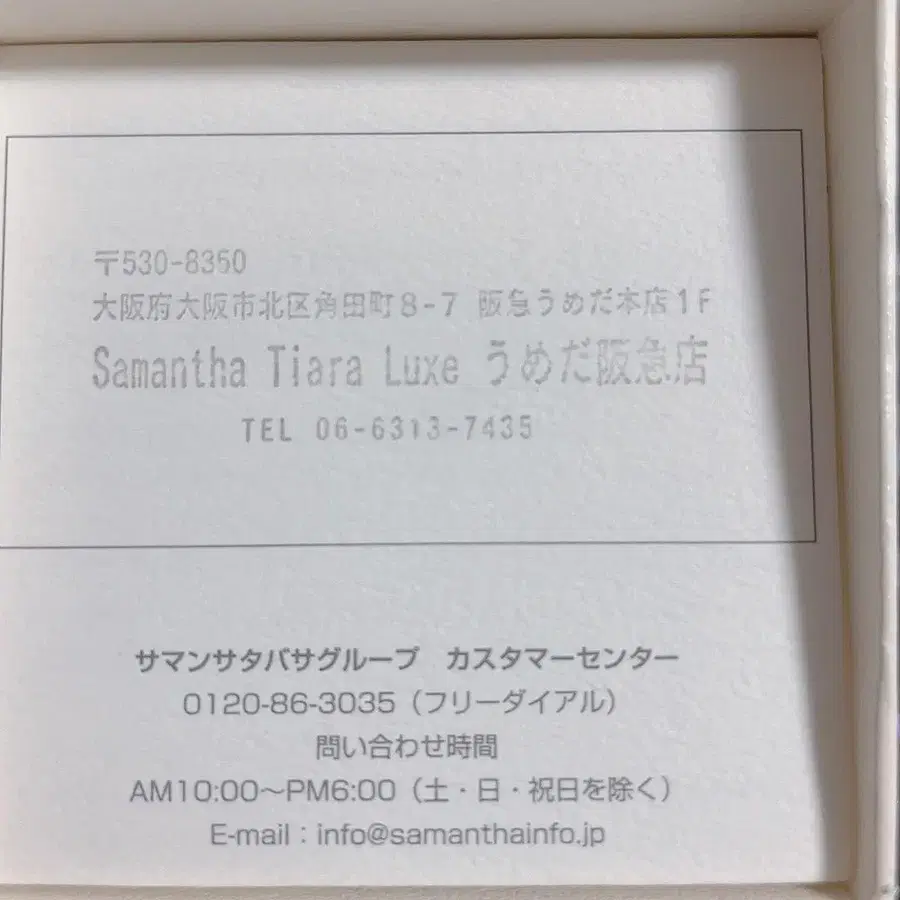 〒530-8350
大阪府大阪市北区角田町8-7 阪急うめだ本店1F
Samantha Tiara Luxe うめだ阪急店
TEL 06-6313-7435
サマンサタバサグループ カスタマーセンター
0120-86-3035（フリーダイアル）
問い合わせ時間
AM10:00～PM6:00（土・日・祝日を除く）
E-mail：info@samanthainfo.jp